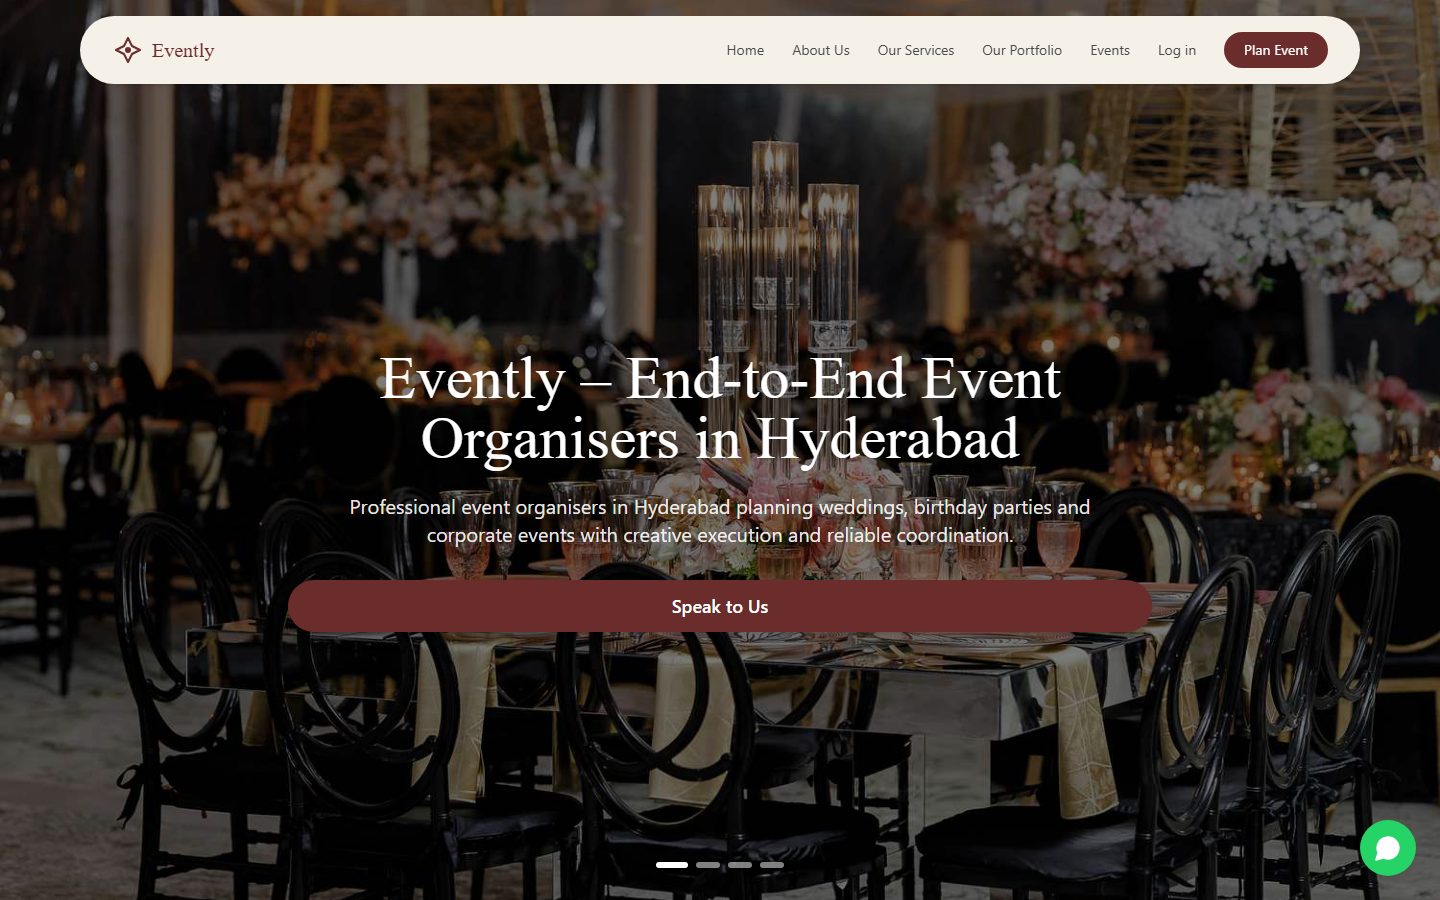 Evently
Home
About Us
Our Services
Our Portfolio
Events
Log in
Plan Event
Evently – End-to-End Event
Organisers in Hyderabad
Professional event organisers in Hyderabad planning weddings, birthday parties and
corporate events with creative execution and reliable coordination.
Speak to Us